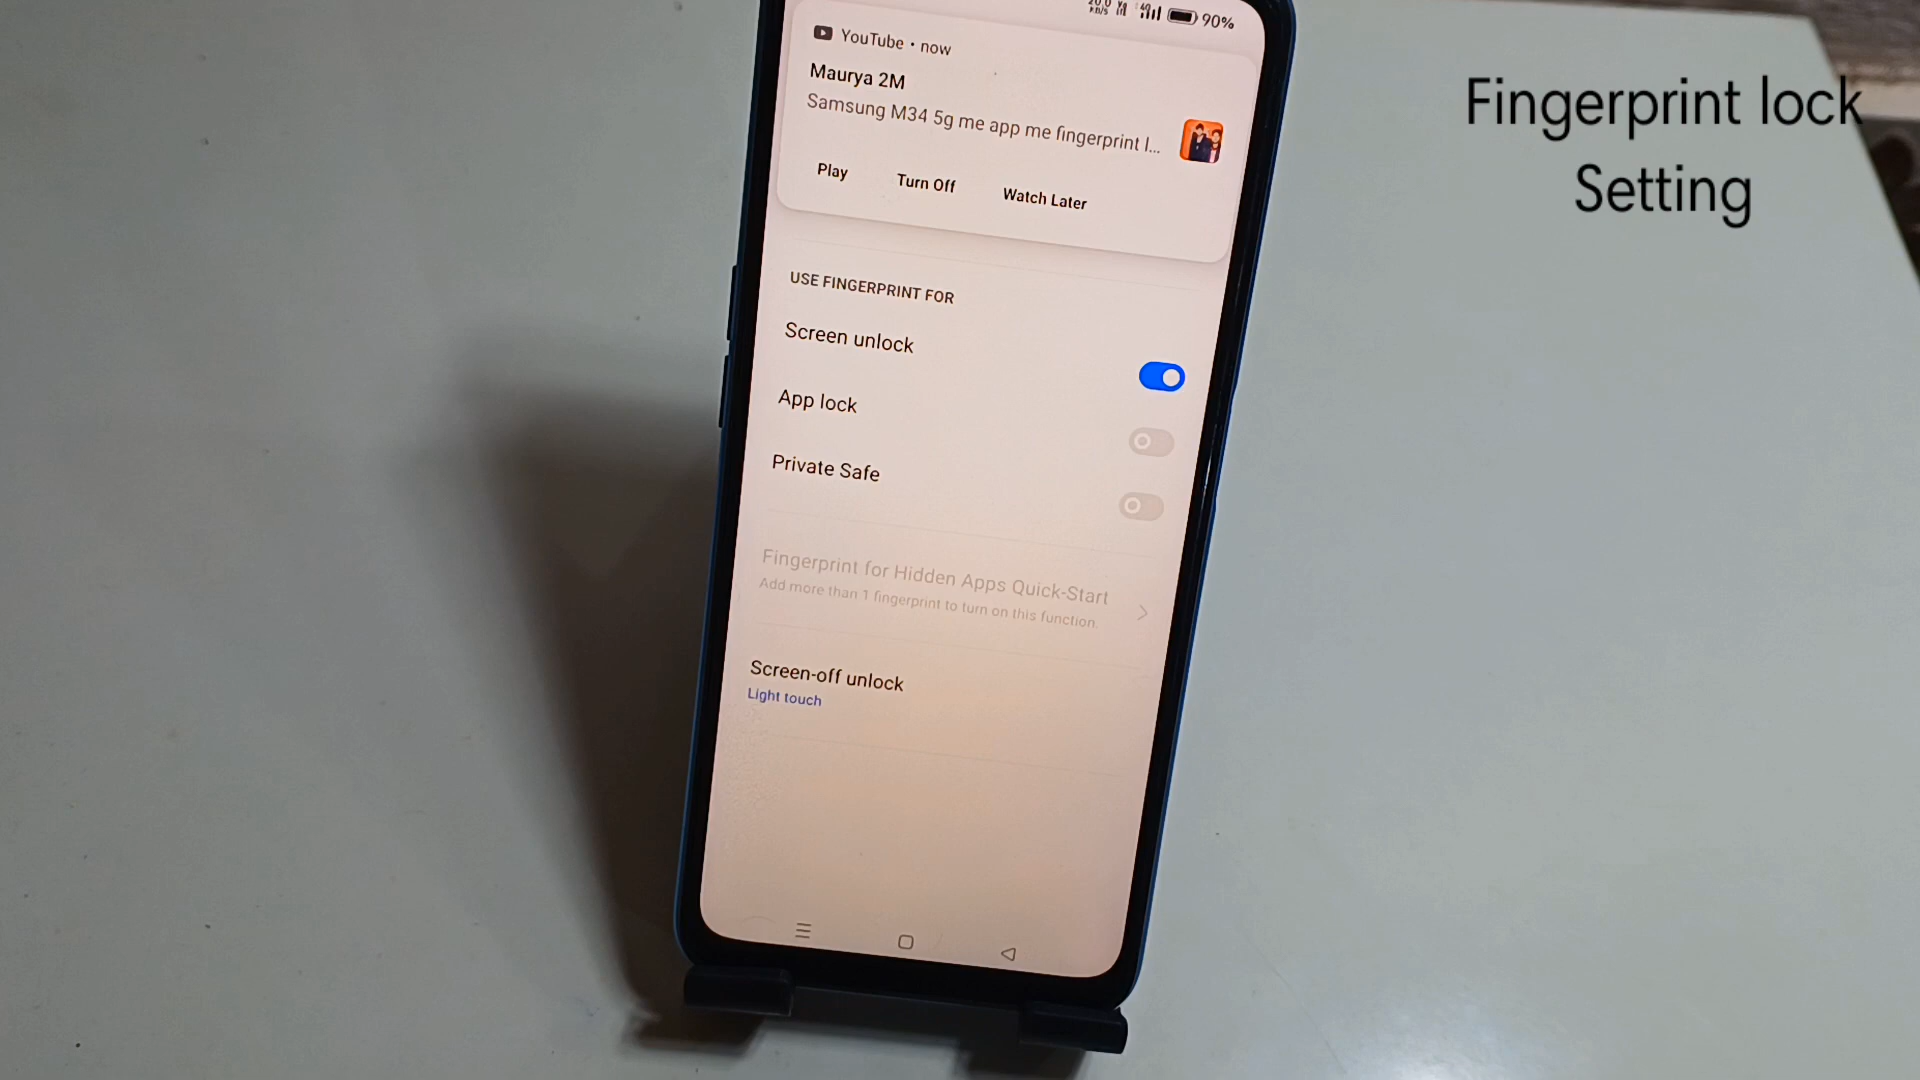 90%
YouTube • now
Maurya 2M
Samsung M34 5g me app me fingerprint l...
Play Turn Off Watch Later
USE FINGERPRINT FOR
Screen unlock
App lock
Private Safe
Fingerprint for Hidden Apps Quick-Start
Add more than 1 fingerprint to turn on this function.
Screen-off unlock
Light touch
Fingerprint lock
Setting